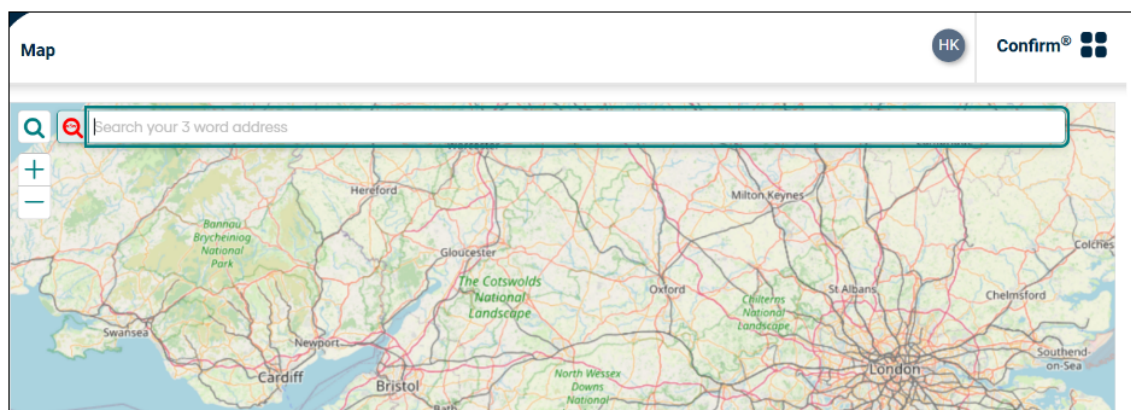 Map
HK
Confirm®
Search your 3 word address
Worcester
Hereford
Milton Keynes
Bannau
Brycheiniog
National
Park
Gloucester
Colches
The Cotswolds
National
Landscape
Oxford
St Albans
Chelmsford
Chilterns
National
Landscape
Swansea
Newport
Southend-
on-Sea
London
Cardiff
Bristol
North Wessex
Downs
National
Bath